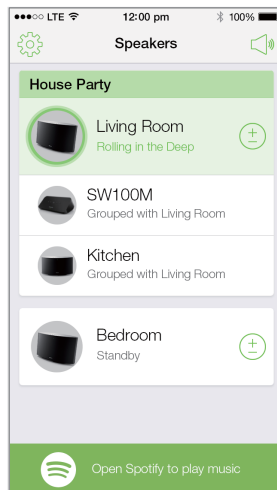 LTE 12:00 pm 100%
Speakers
House Party
Living Room
Rolling in the Deep
±
SW100M
Grouped with Living Room
Kitchen
Grouped with Living Room
Bedroom
Standby
±
Open Spotify to play music